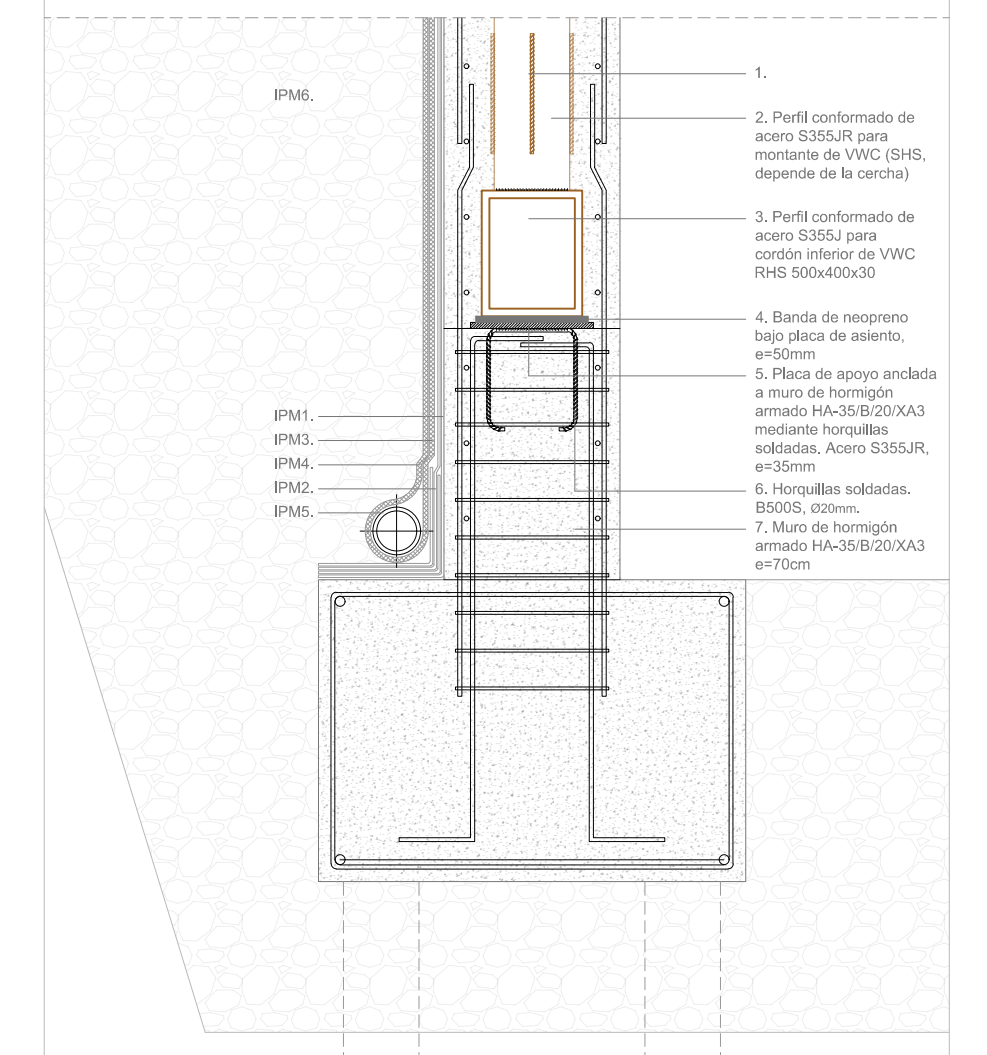 IPM6.
IPM1.
IPM3.
IPM4.
IPM2.
IPM5.
1.
2. Perfil conformado de
acero S355JR para
montante de VWC (SHS,
depende de la cercha)
3. Perfil conformado de
acero S355J para
cordón inferior de VWC
RHS 500x400x30
4. Banda de neopreno
bajo placa de asiento,
e=50mm
5. Placa de apoyo anclada
a muro de hormigón
armado HA-35/B/20/XA3
mediante horquillas
soldadas. Acero S355JR,
e=35mm
6. Horquillas soldadas.
B500S, Ø20mm.
7. Muro de hormigón
armado HA-35/B/20/XA3
e=70cm